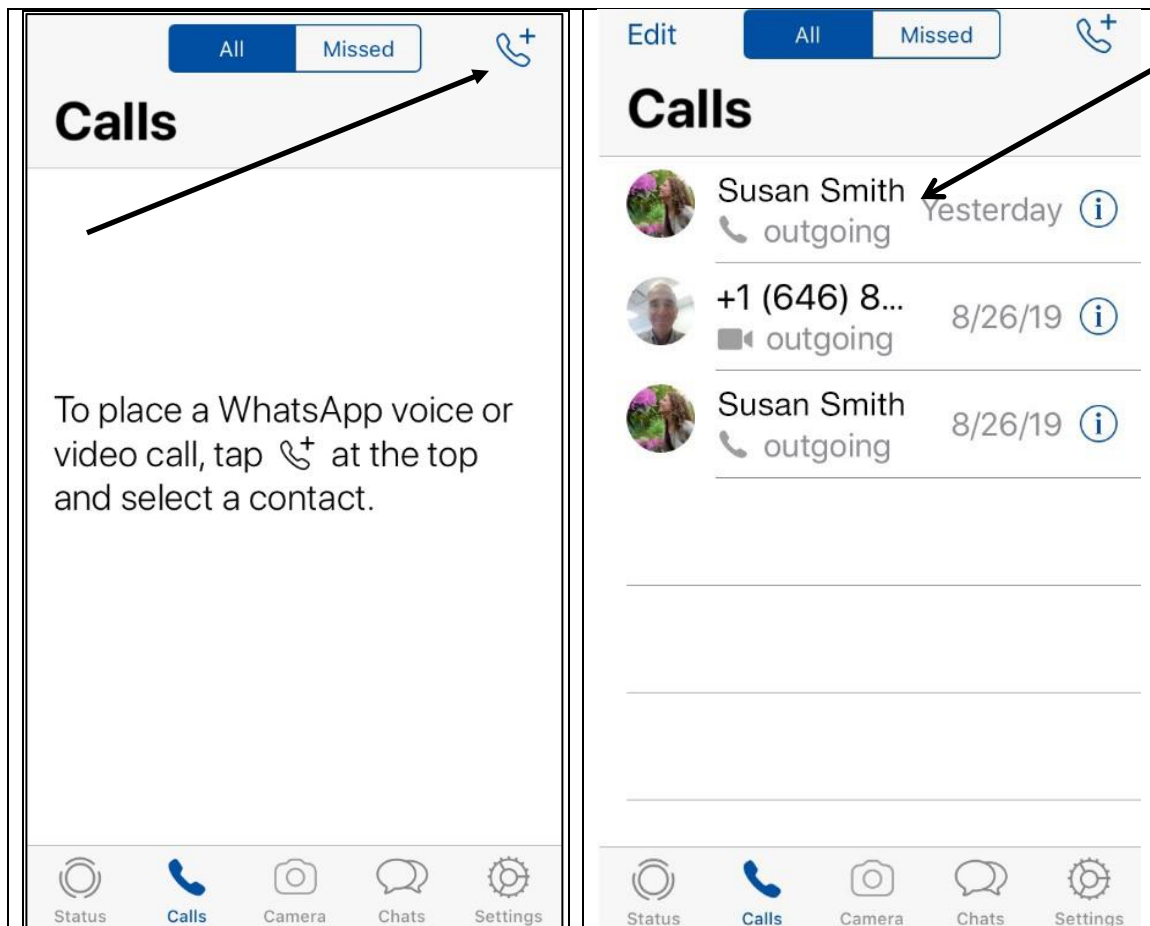 All Missed
Calls
To place a WhatsApp voice or
video call, tap at the top
and select a contact.
Status Calls Camera Chats Settings
Edit All Missed
Calls
Susan Smith Yesterday
outgoing
+1 (646) 8... 8/26/19
outgoing
Susan Smith 8/26/19
outgoing
Status Calls Camera Chats Settings